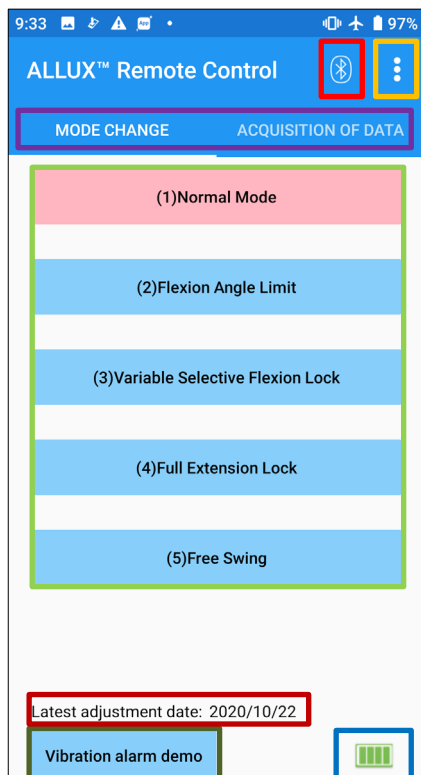 9:33 97%
ALLUX™ Remote Control
MODE CHANGE ACQUISITION OF DATA
(1)Normal Mode
(2)Flexion Angle Limit
(3)Variable Selective Flexion Lock
(4)Full Extension Lock
(5)Free Swing
Latest adjustment date: 2020/10/22
Vibration alarm demo